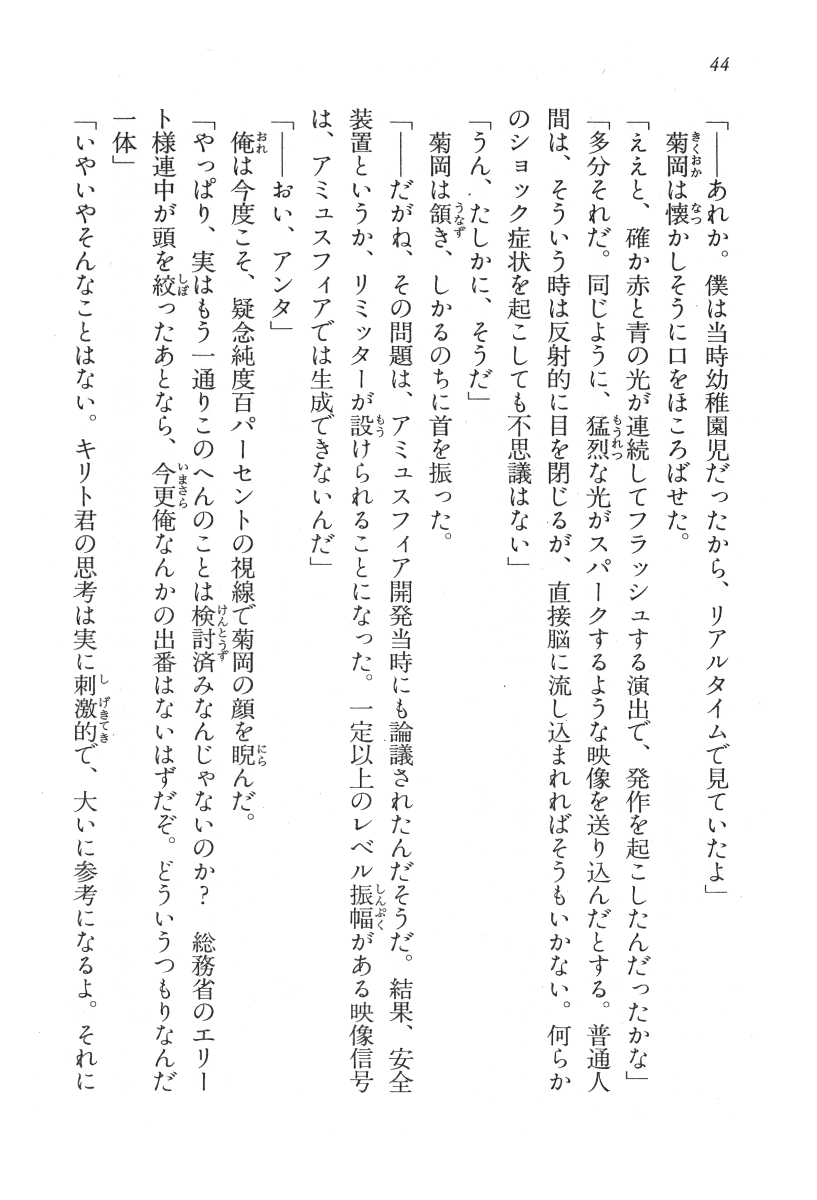 44
「――あれか。僕は当時幼稚園児だったから、リアルタイムで見ていたよ」
　菊岡は懐かしそうに口をほころばせた。
「ええと、確か赤と青の光が連続してフラッシュする演出で、発作を起こしたんだったかな」
「多分それだ。同じように、猛烈な光がスパークするような映像を送り込んだとする。普通人
間は、そういう時は反射的に目を閉じるが、直接脳に流し込まれればそうもいかない。何らか
のショック症状を起こしても不思議はない」
「うん、たしかに、そうだ」
　菊岡は頷き、しかるのちに首を振った。
「――だがね、その問題は、アミュスフィア開発当時にも論議されたんだそうだ。結果、安全
装置というか、リミッターが設けられることになった。一定以上のレベル振幅がある映像信号
は、アミュスフィアでは生成できないんだ」
「――おい、アンタ」
　俺は今度こそ、疑念純度百パーセントの視線で菊岡の顔を睨んだ。
「やっぱり、実はもう一通りこのへんのことは検討済みなんじゃないのか？　総務省のエリー
ト様連中が頭を絞ったあとなら、今更俺なんかの出番はないはずだぞ。どういうつもりなんだ
一体」
「いやいやそんなことはない。キリト君の思考は実に刺激的で、大いに参考になるよ。それに